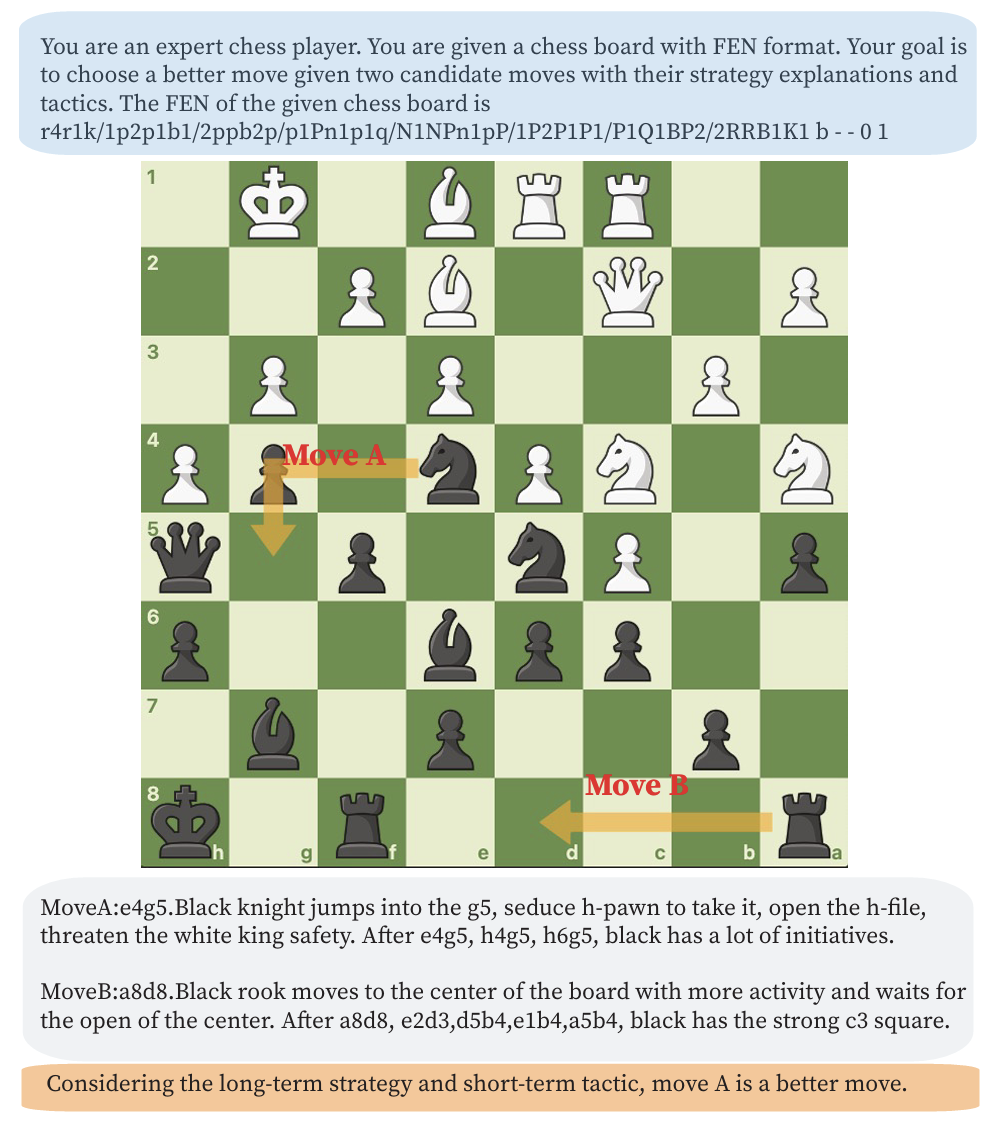 You are an expert chess player. You are given a chess board with FEN format. Your goal is
to choose a better move given two candidate moves with their strategy explanations and
tactics. The FEN of the given chess board is
r4r1k/1p2p1b1/2ppb2p/p1Pn1p1q/N1NPn1pP/1P2P1P1/P1Q1BP2/2RRB1K1 b - - 0 1
1
2
3
4
Move A
5
6
7
Move B
8
h g f e d c b a
MoveA:e4g5.Black knight jumps into the g5, seduce h-pawn to take it, open the h-file,
threaten the white king safety. After e4g5, h4g5, h6g5, black has a lot of initiatives.
MoveB:a8d8.Black rook moves to the center of the board with more activity and waits for
the open of the center. After a8d8, e2d3,d5b4,e1b4,a5b4, black has the strong c3 square.
Considering the long-term strategy and short-term tactic, move A is a better move.